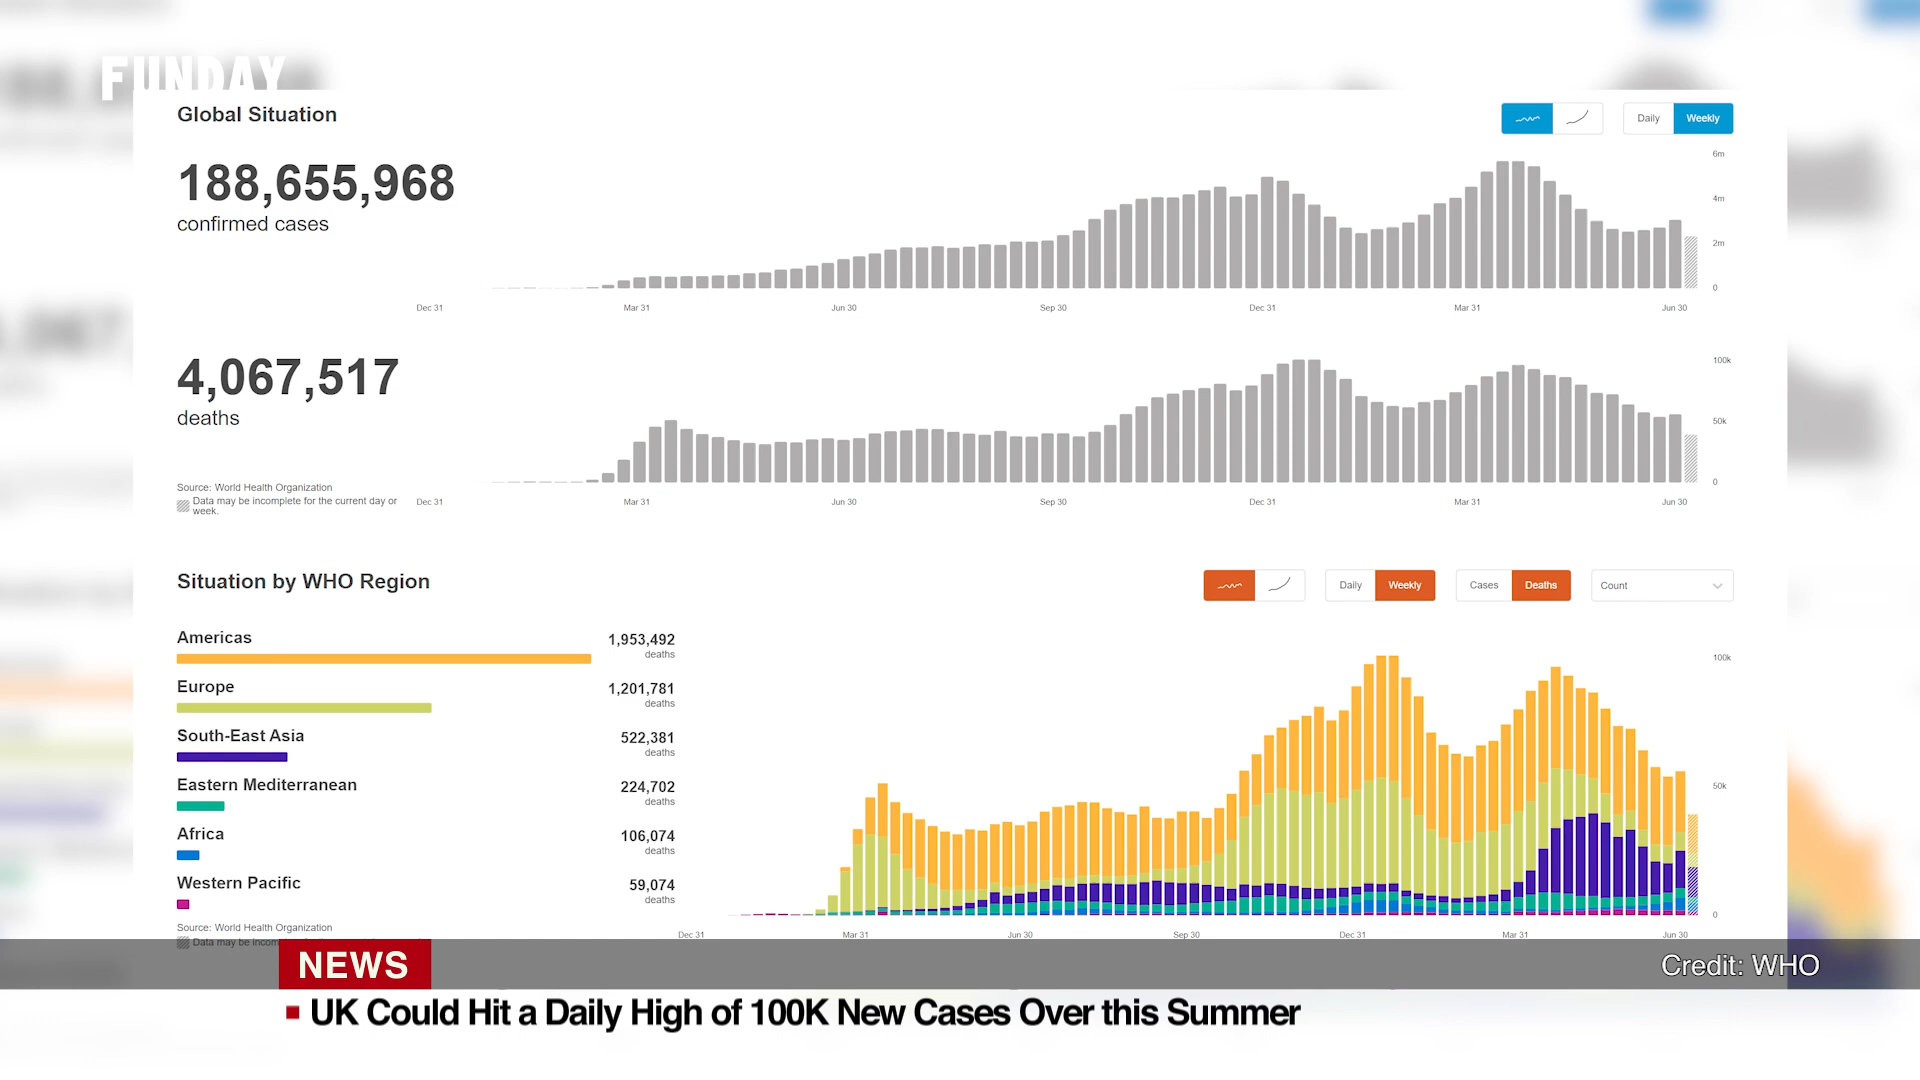 FUNDAY
Global Situation
Daily
Weekly
188,655,968
confirmed cases
6m
4m
2m
0
Dec 31
Mar 31
Jun 30
Sep 30
Dec 31
Mar 31
Jun 30
4,067,517
deaths
100k
50k
0
Source: World Health Organization
Data may be incomplete for the current day or
week.
Dec 31
Mar 31
Jun 30
Sep 30
Dec 31
Mar 31
Jun 30
Situation by WHO Region
Daily
Weekly
Cases
Deaths
Count
Americas
1,953,492
deaths
Europe
1,201,781
deaths
South-East Asia
522,381
deaths
Eastern Mediterranean
224,702
deaths
Africa
106,074
deaths
Western Pacific
59,074
deaths
100k
50k
0
Source: World Health Organization
Data may be
Dec 31
Mar 31
Jun 30
Sep 30
Dec 31
Mar 31
Jun 30
NEWS
Credit: WHO
UK Could Hit a Daily High of 100K New Cases Over this Summer